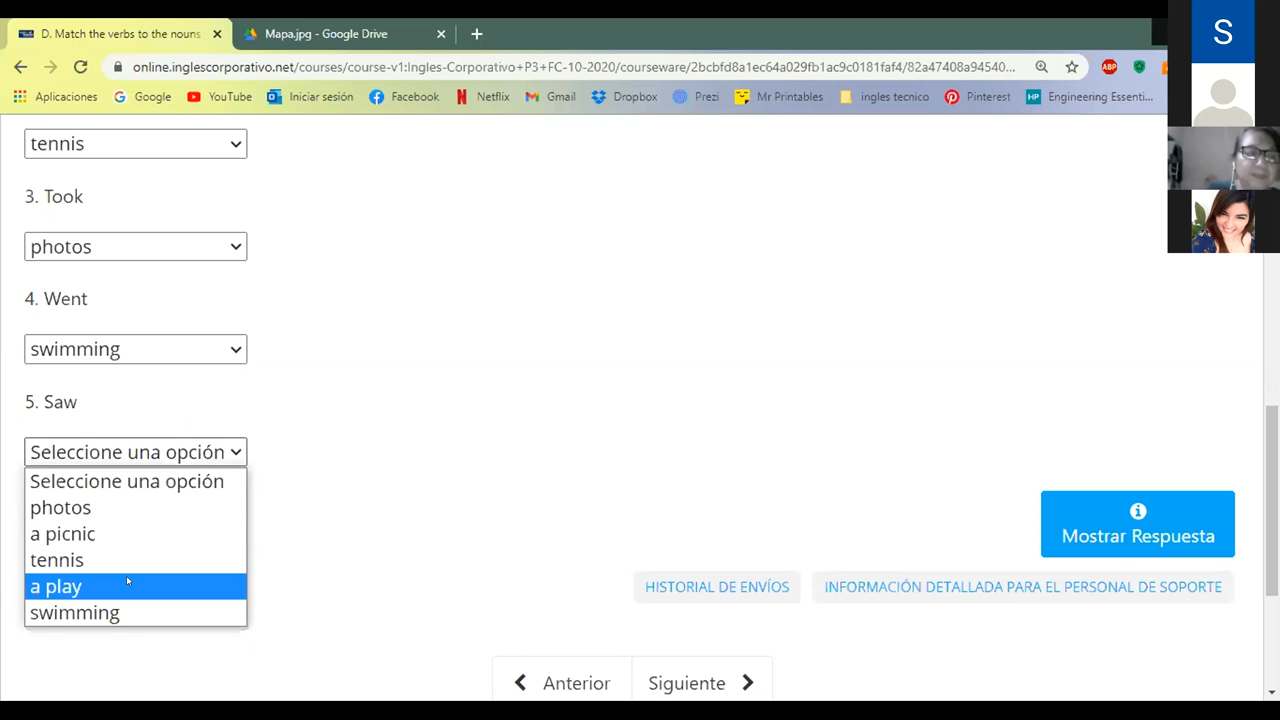 D. Match the verbs to the nouns
Mapa.jpg - Google Drive
online.inglescorporativo.net/courses/course-v1:Ingles-Corporativo+P3+FC-10-2020/courseware/2bcbfd8a1ec64a029fb1ac9c0181faf4/82a47408a94540...
ABP
Aplicaciones Google YouTube Iniciar sesión Facebook Netflix Gmail Dropbox Prezi Mr Printables ingles tecnico Pinterest HP Engineering Essenti...
S
tennis
3. Took
photos
4. Went
swimming
5. Saw
Seleccione una opción
Seleccione una opción
photos
a picnic
tennis
a play
swimming
Mostrar Respuesta
HISTORIAL DE ENVÍOS INFORMACIÓN DETALLADA PARA EL PERSONAL DE SOPORTE
Anterior Siguiente